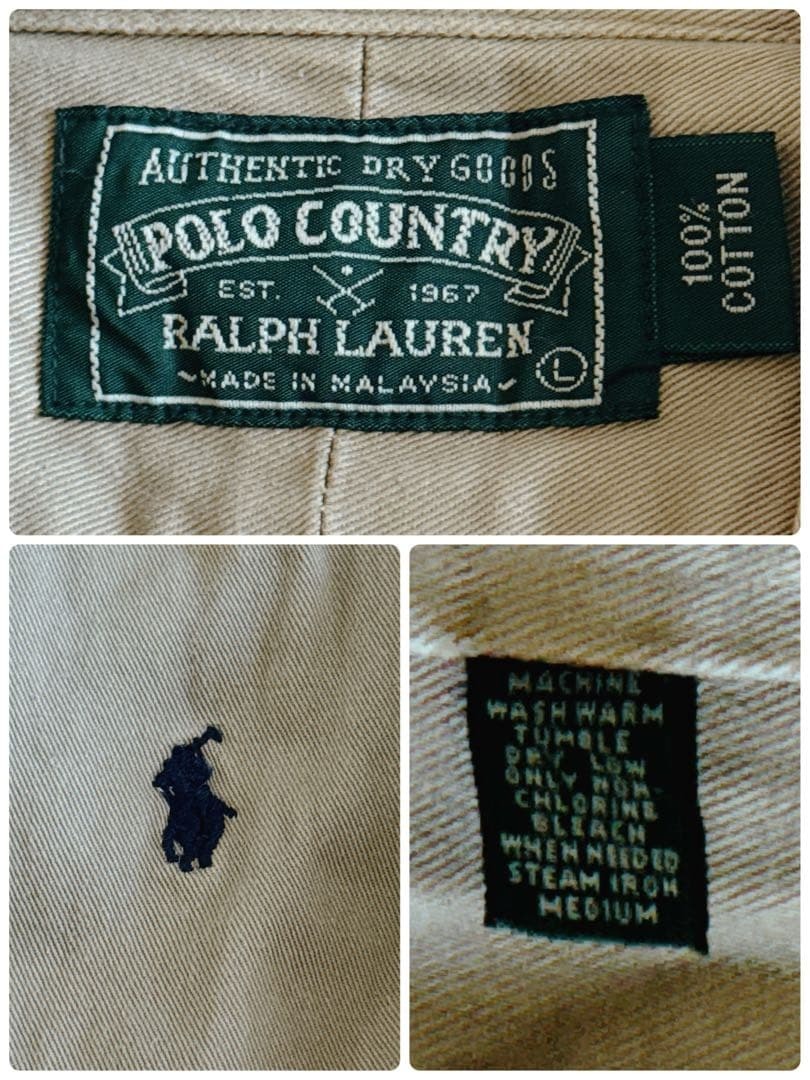 AUTHENTIC DRY GOODS
POLO COUNTRY
EST. 1967
RALPH LAUREN
MADE IN MALAYSIA
L
100%
COTTON
MACHINE
WASH WARM
TUMBLE
DRY LOW
ONLY NON-
CHLORINE
BLEACH
WHEN NEEDED
STEAM IRON
MEDIUM